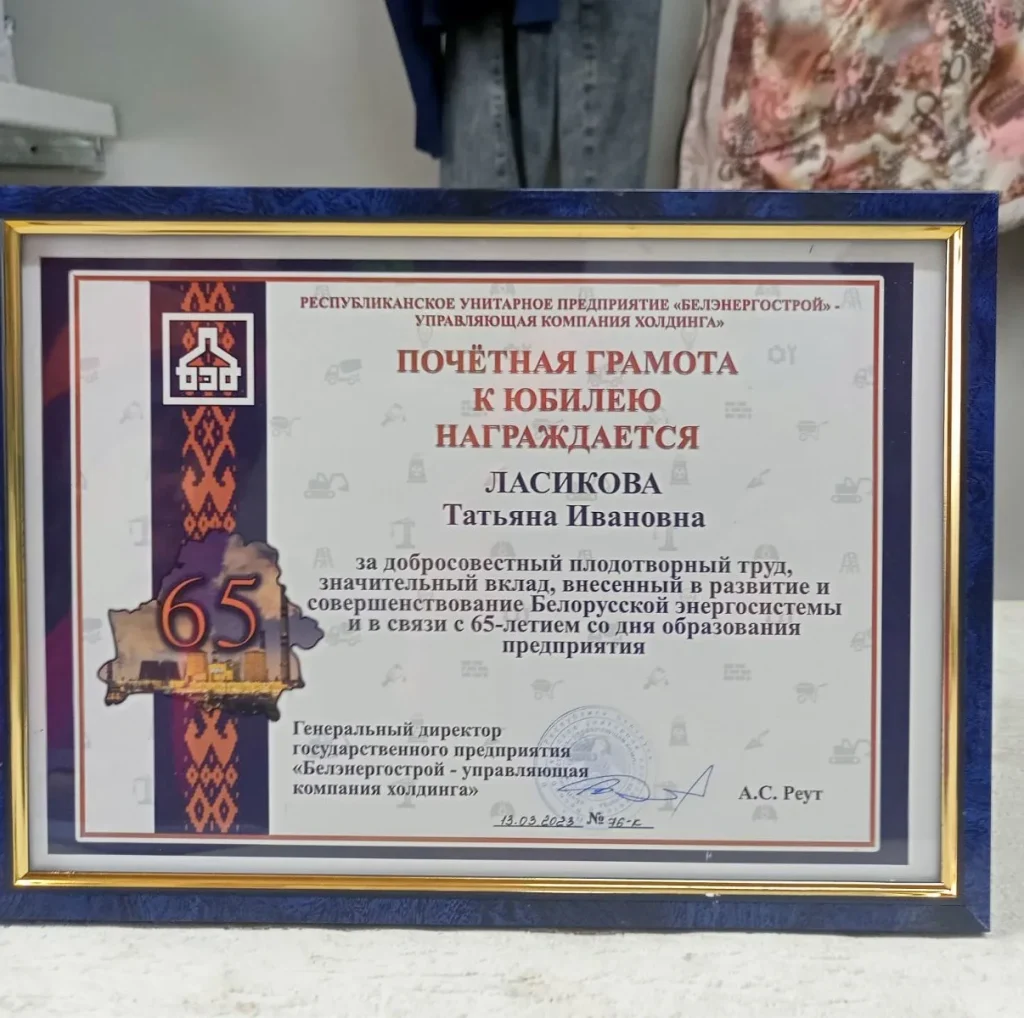 РЕСПУБЛИКАНСКОЕ УНИТАРНОЕ ПРЕДПРИЯТИЕ «БЕЛЭНЕРГОСТРОЙ» -
УПРАВЛЯЮЩАЯ КОМПАНИЯ ХОЛДИНГА»
БЭС
ПОЧЁТНАЯ ГРАМОТА
К ЮБИЛЕЮ
НАГРАЖДАЕТСЯ
ЛАСИКОВА
Татьяна Ивановна
за добросовестный плодотворный труд,
значительный вклад, внесенный в развитие и
совершенствование Белорусской энергосистемы
и в связи с 65-летием со дня образования
предприятия
65
Генеральный директор
государственного предприятия
«Белэнергострой - управляющая
компания холдинга»
А.С. Реут
13.03.2023 № 76-к